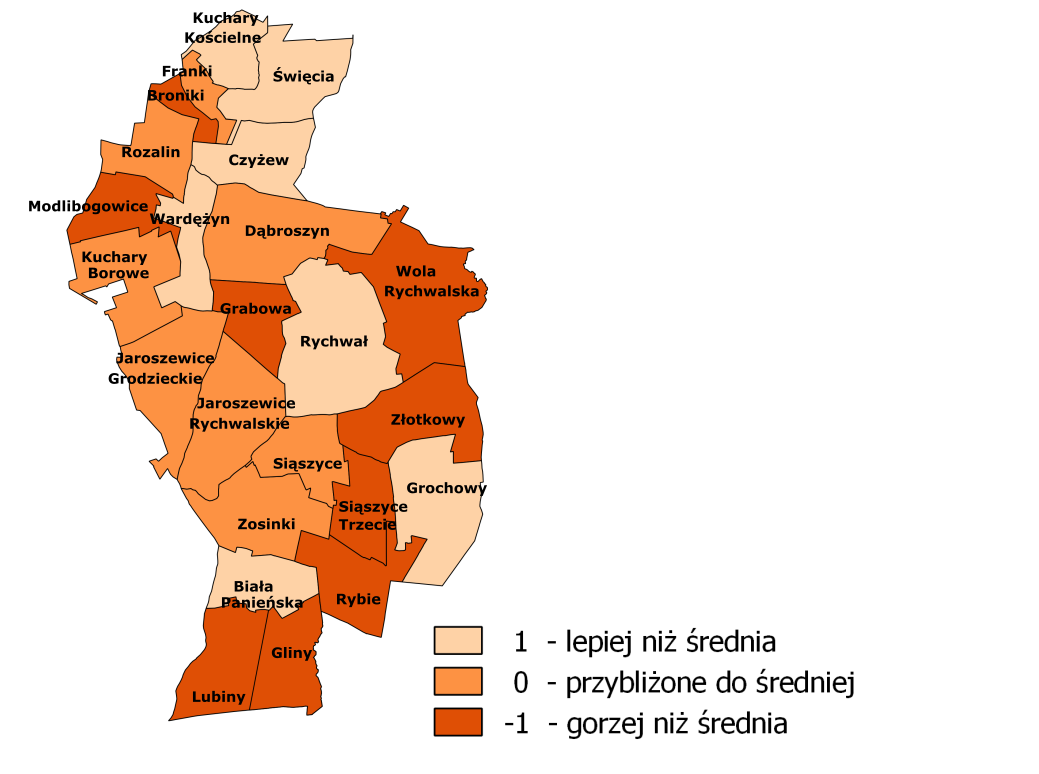 Kuchary
Kościelne
Święcia
Franki
Broniki
Rozalin
Czyżew
Modlibogowice
Wardężyn
Dąbroszyn
Kuchary
Borowe
Wola
Rychwalska
Grabowa
Rychwał
Jaroszewice
Grodzieckie
Jaroszewice
Rychwalskie
Złotkowy
Siąszyce
Grochowy
Siąszyce
Trzecie
Zosinki
Biała
Panieńska
Rybie
Gliny
Lubiny
1 - lepiej niż średnia
0 - przybliżone do średniej
-1 - gorzej niż średnia